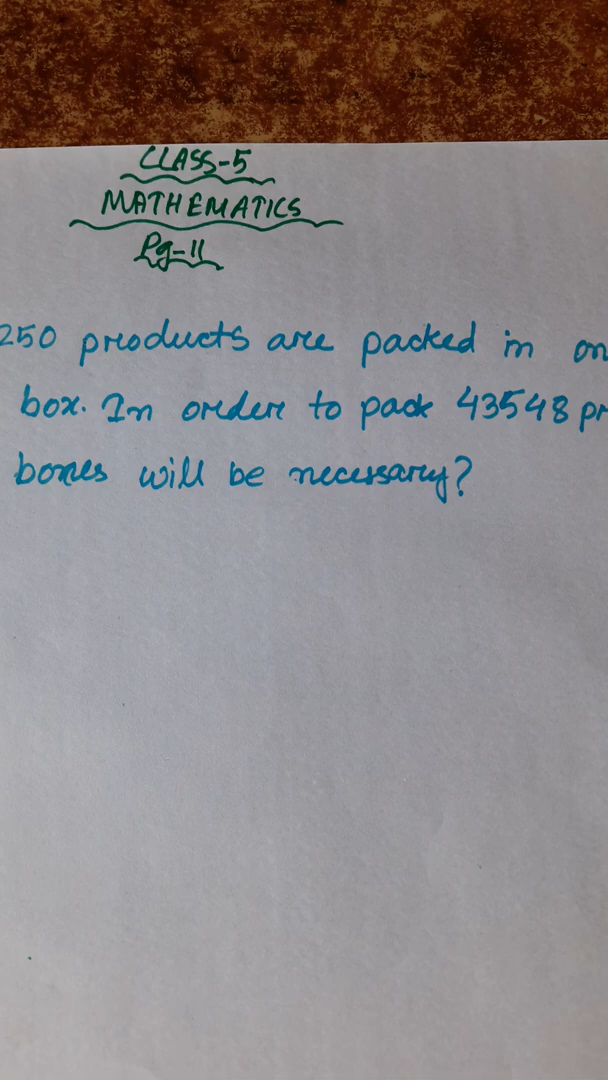 CLASS-5
MATHEMATICS
Pg-11
250 products are packed in
box. In order to pack 43548
boxes will be necessary?